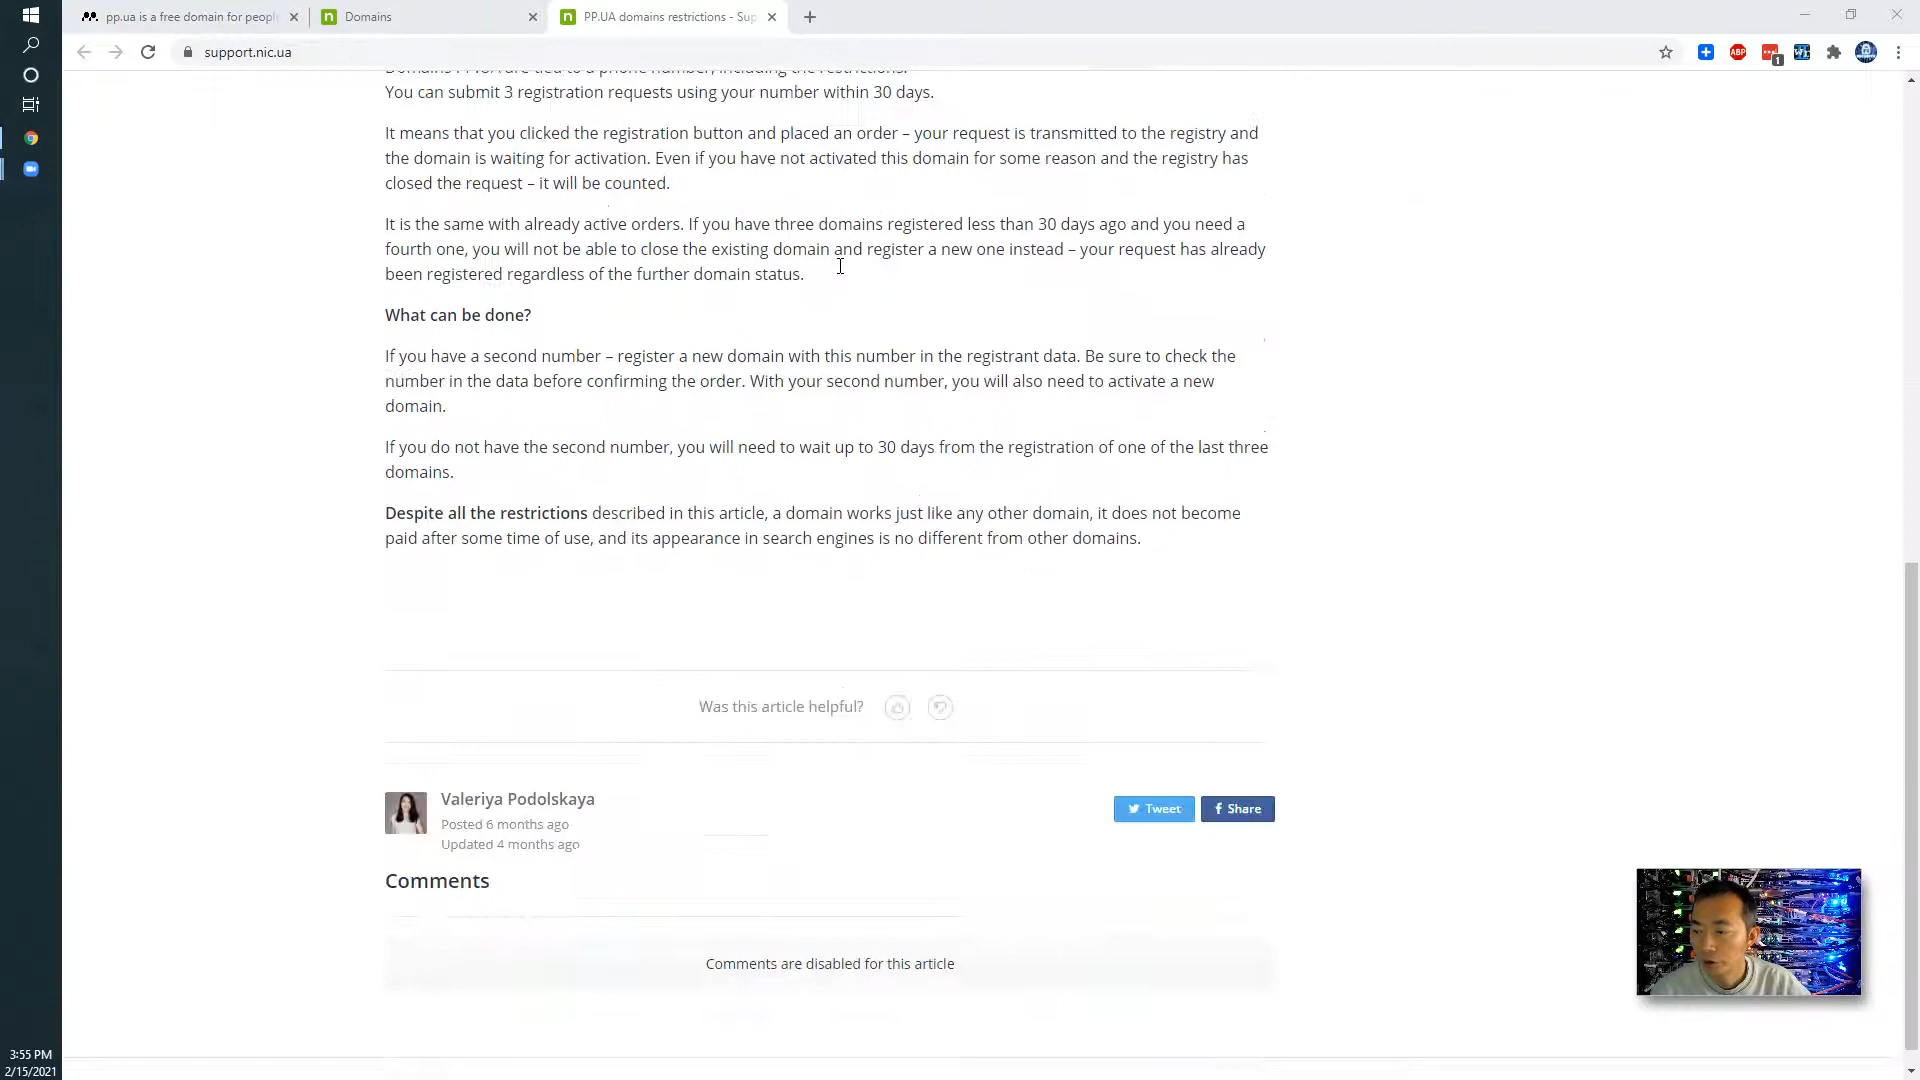 pp.ua is a free domain for peopl
Domains
PP.UA domains restrictions - Sup
support.nic.ua
ABP
1
You can submit 3 registration requests using your number within 30 days.
It means that you clicked the registration button and placed an order – your request is transmitted to the registry and
the domain is waiting for activation. Even if you have not activated this domain for some reason and the registry has
closed the request – it will be counted.
It is the same with already active orders. If you have three domains registered less than 30 days ago and you need a
fourth one, you will not be able to close the existing domain and register a new one instead – your request has already
been registered regardless of the further domain status.
What can be done?
If you have a second number – register a new domain with this number in the registrant data. Be sure to check the
number in the data before confirming the order. With your second number, you will also need to activate a new
domain.
If you do not have the second number, you will need to wait up to 30 days from the registration of one of the last three
domains.
Despite all the restrictions described in this article, a domain works just like any other domain, it does not become
paid after some time of use, and its appearance in search engines is no different from other domains.
Was this article helpful?
Valeriya Podolskaya
Posted 6 months ago
Updated 4 months ago
Tweet
Share
Comments
Comments are disabled for this article
3:55 PM
2/15/2021